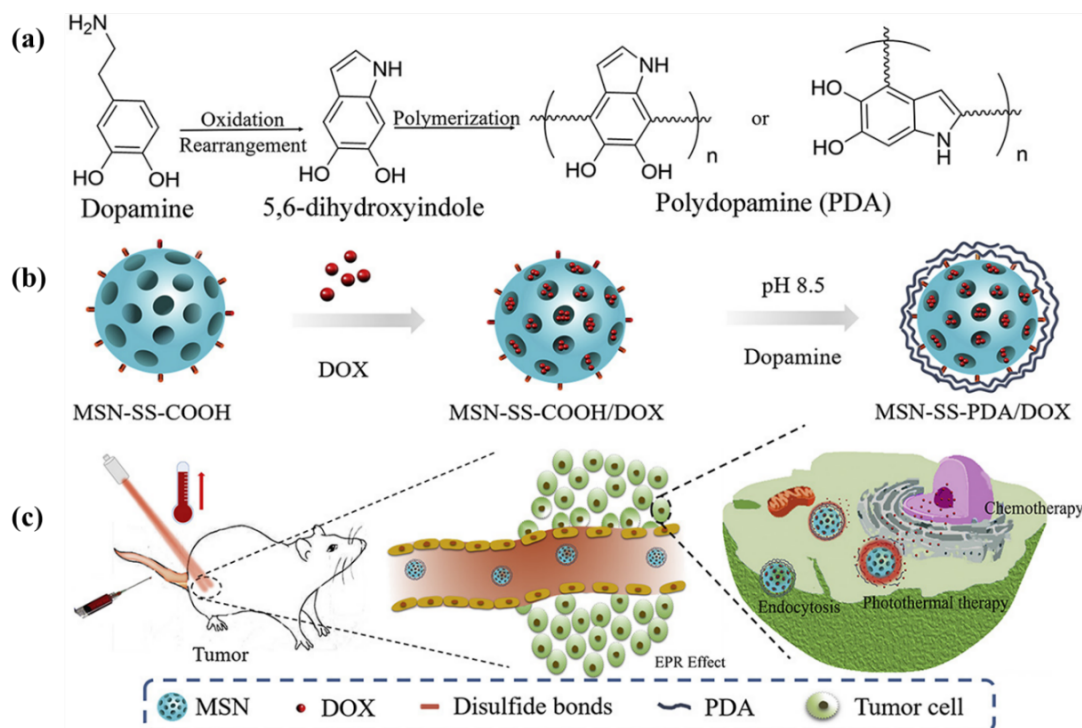 (a)
H₂N
HO
OH
Dopamine
Oxidation
Rearrangement
NH
HO
OH
5,6-dihydroxyindole
Polymerization
NH
HO
OH
n
or
HO
HO
N
H
n
Polydopamine (PDA)
(b)
MSN-SS-COOH
DOX
MSN-SS-COOH/DOX
pH 8.5
Dopamine
MSN-SS-PDA/DOX
(c)
Tumor
EPR Effect
Chemotherapy
Endocytosis
Photothermal therapy
MSN DOX Disulfide bonds PDA Tumor cell